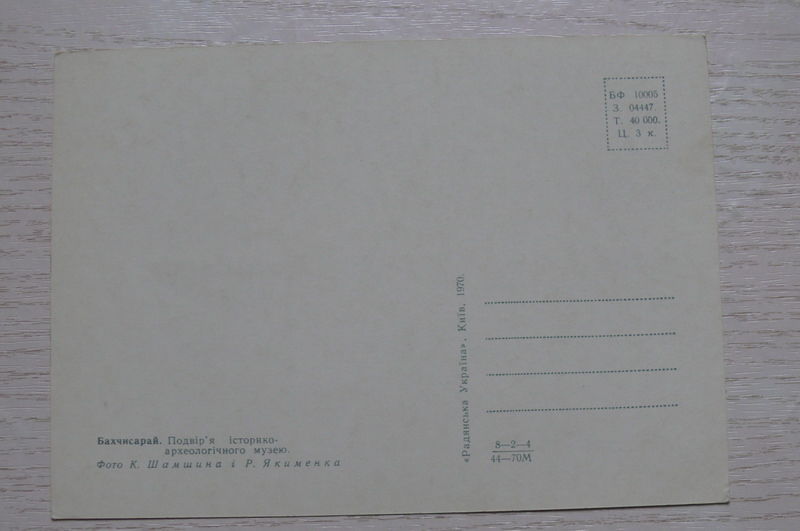 БФ 10005
З. 04447.
Т. 40 000.
Ц. 3 к.
«Радянська Україна», Київ, 1970.
Бахчисарай. Подвір'я історико-
археологічного музею.
Фото К. Шамшина і Р. Якименка
8—2—4
44—70М